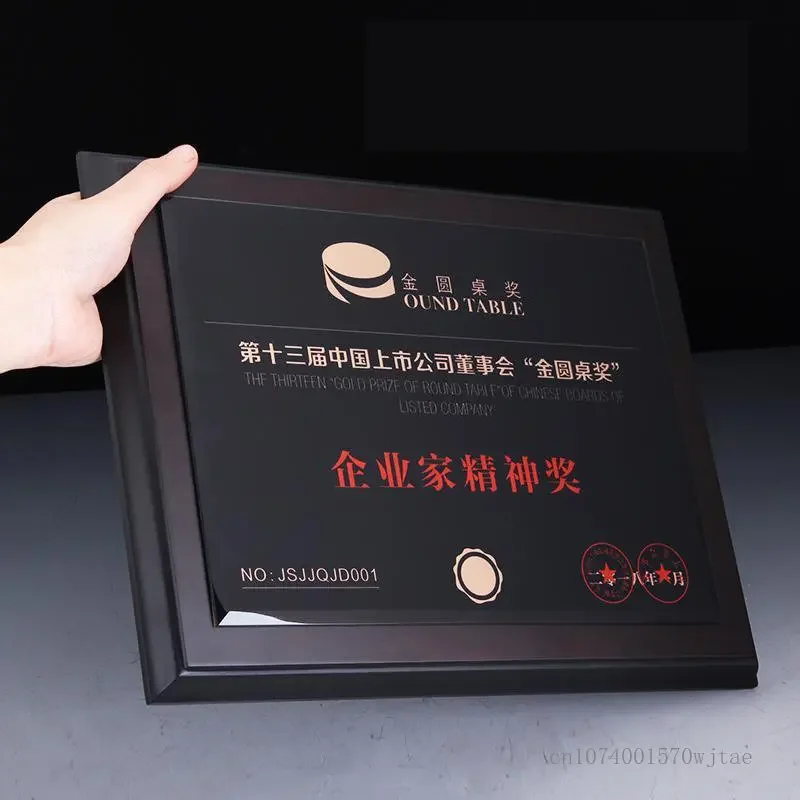 金圆桌奖
OUND TABLE
第十三届中国上市公司董事会“金圆桌奖”
THF THIRTEEN "GOLD PRIZE OF ROUND TABLE"OF CHINESE BOARDS OF
LISTED COMPANY
企业家精神奖
NO: JSJJQJD001
二零一八年 月
cn1074001570wjtae